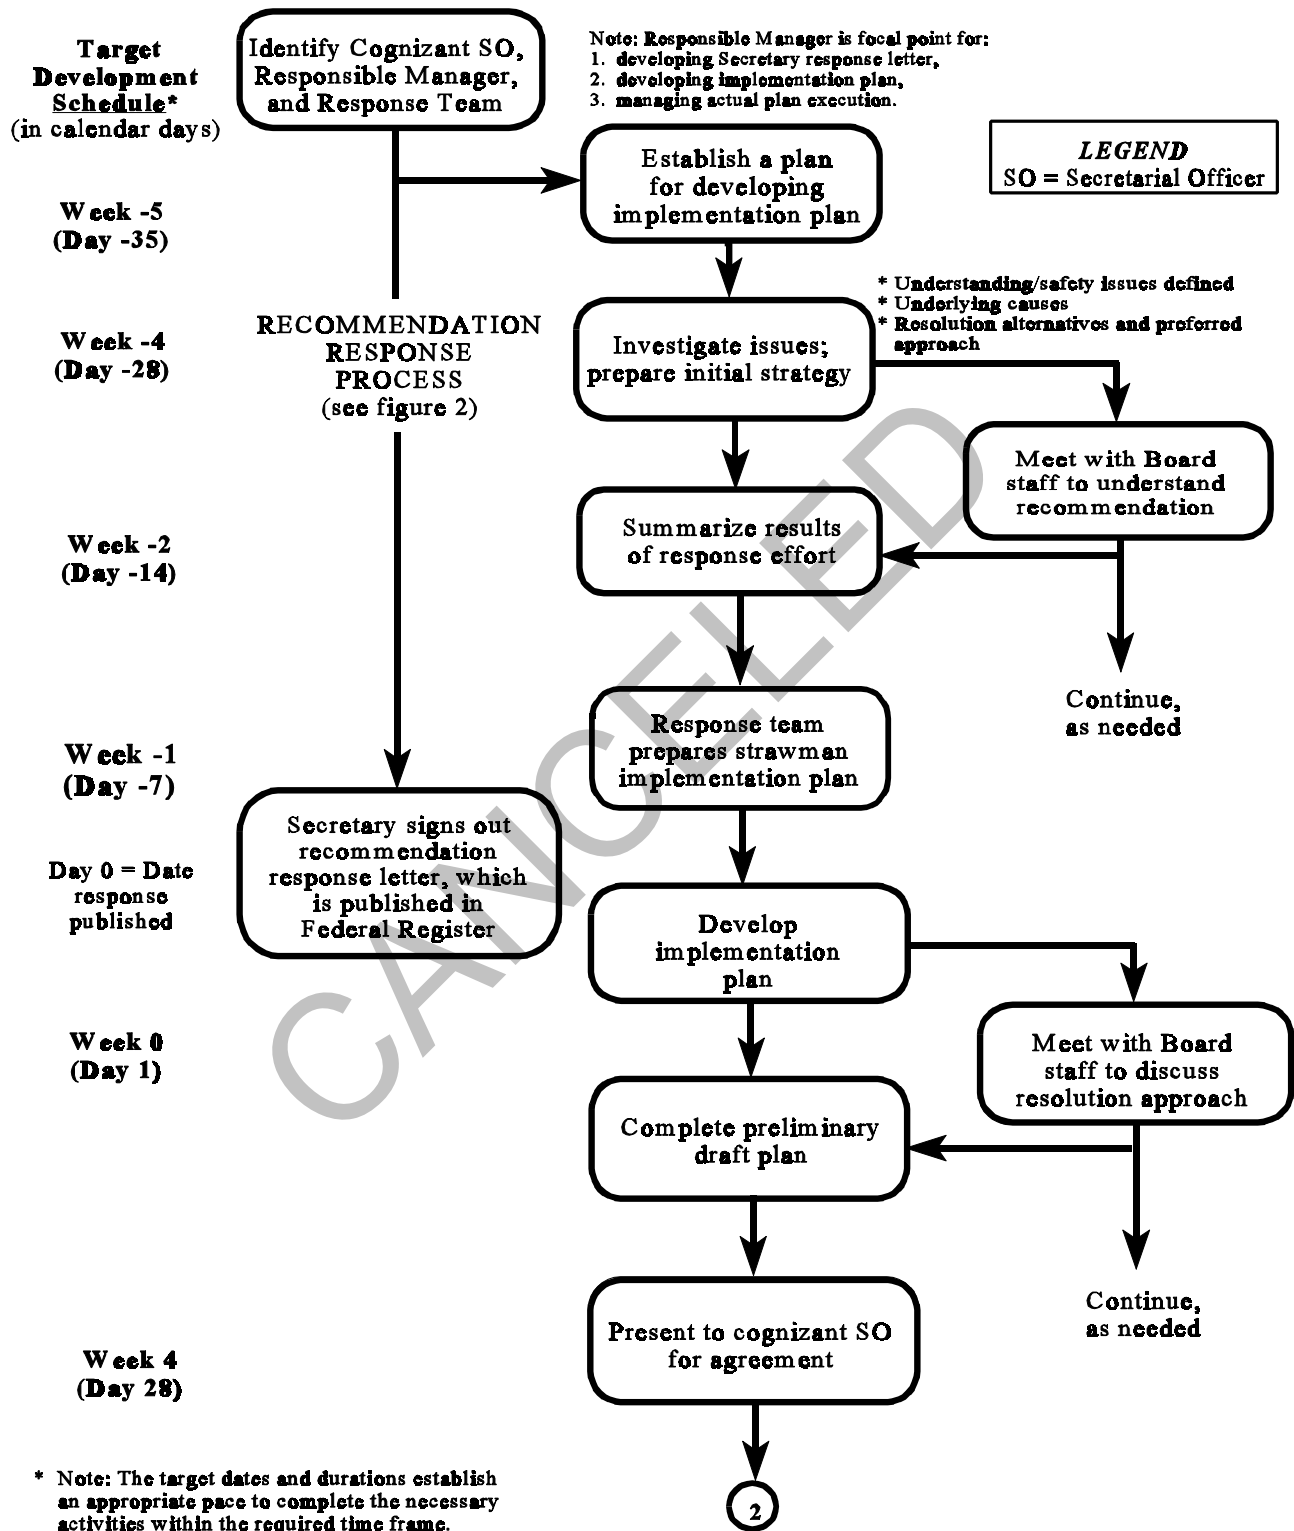 Target
Development
Schedule*
(in calendar days)
Identify Cognizant SO,
Responsible Manager,
and Response Team
Note: Responsible Manager is focal point for:
1. developing Secretary response letter,
2. developing implementation plan,
3. managing actual plan execution.
LEGEND
SO = Secretarial Officer
Establish a plan
for developing
implementation plan
Week -5
(Day -35)
* Understanding/safety issues defined
* Underlying causes
* Resolution alternatives and preferred
approach
Week -4
(Day -28)
RECOMMENDATION
RESPONSE
PROCESS
(see figure 2)
Investigate issues;
prepare initial strategy
Meet with Board
staff to understand
recommendation
Week -2
(Day -14)
Summarize results
of response effort
Continue,
as needed
Week -1
(Day -7)
Response team
prepares strawman
implementation plan
Day 0 = Date
response
published
Secretary signs out
recommendation
response letter, which
is published in
Federal Register
Develop
implementation
plan
Week 0
(Day 1)
Meet with Board
staff to discuss
resolution approach
Complete preliminary
draft plan
Continue,
as needed
Week 4
(Day 28)
Present to cognizant SO
for agreement
2
* Note: The target dates and durations establish
an appropriate pace to complete the necessary
activities within the required time frame.
CANCELED